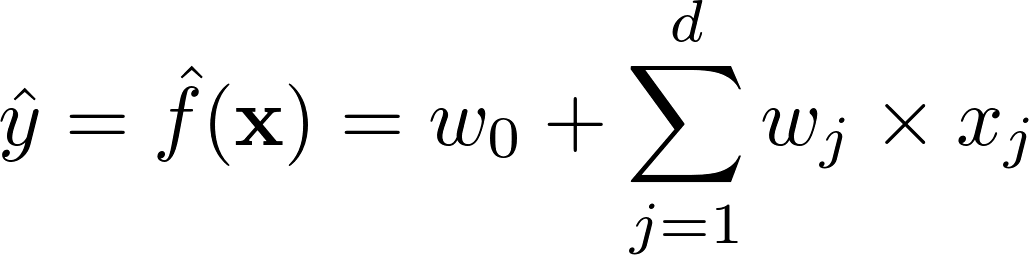 ŷ = f̂(𝐱) = w₀ + ∑_{j=1}^{d} w_j × x_j